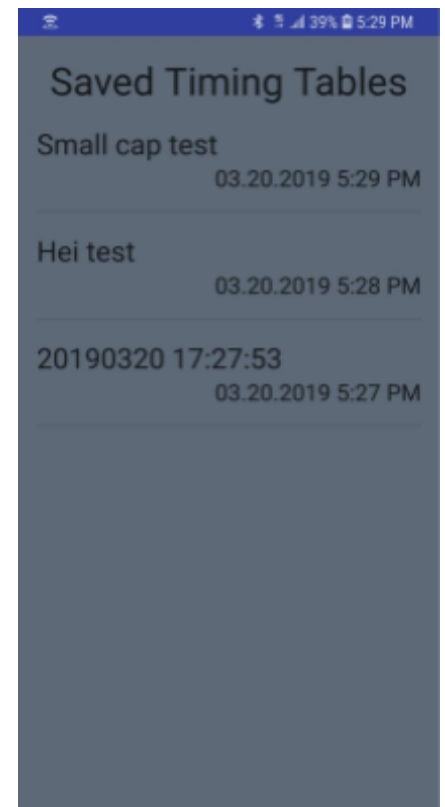 39% 5:29 PM
Saved Timing Tables
Small cap test
03.20.2019 5:29 PM
Hei test
03.20.2019 5:28 PM
20190320 17:27:53
03.20.2019 5:27 PM